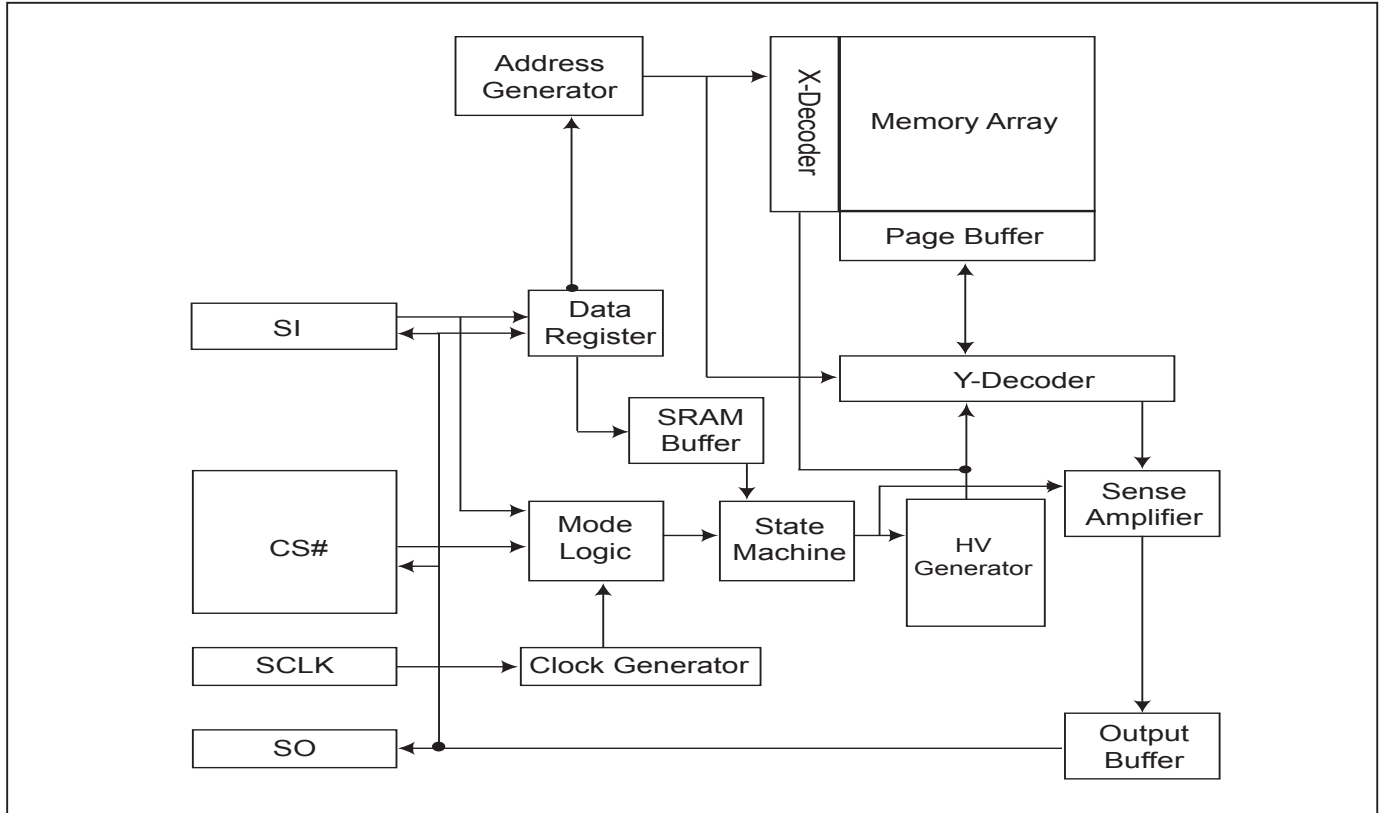 Address
Generator
X-Decoder
Memory Array
Page Buffer
SI
Data
Register
Y-Decoder
SRAM
Buffer
CS#
Mode
Logic
State
Machine
HV
Generator
Sense
Amplifier
SCLK
Clock Generator
SO
Output
Buffer